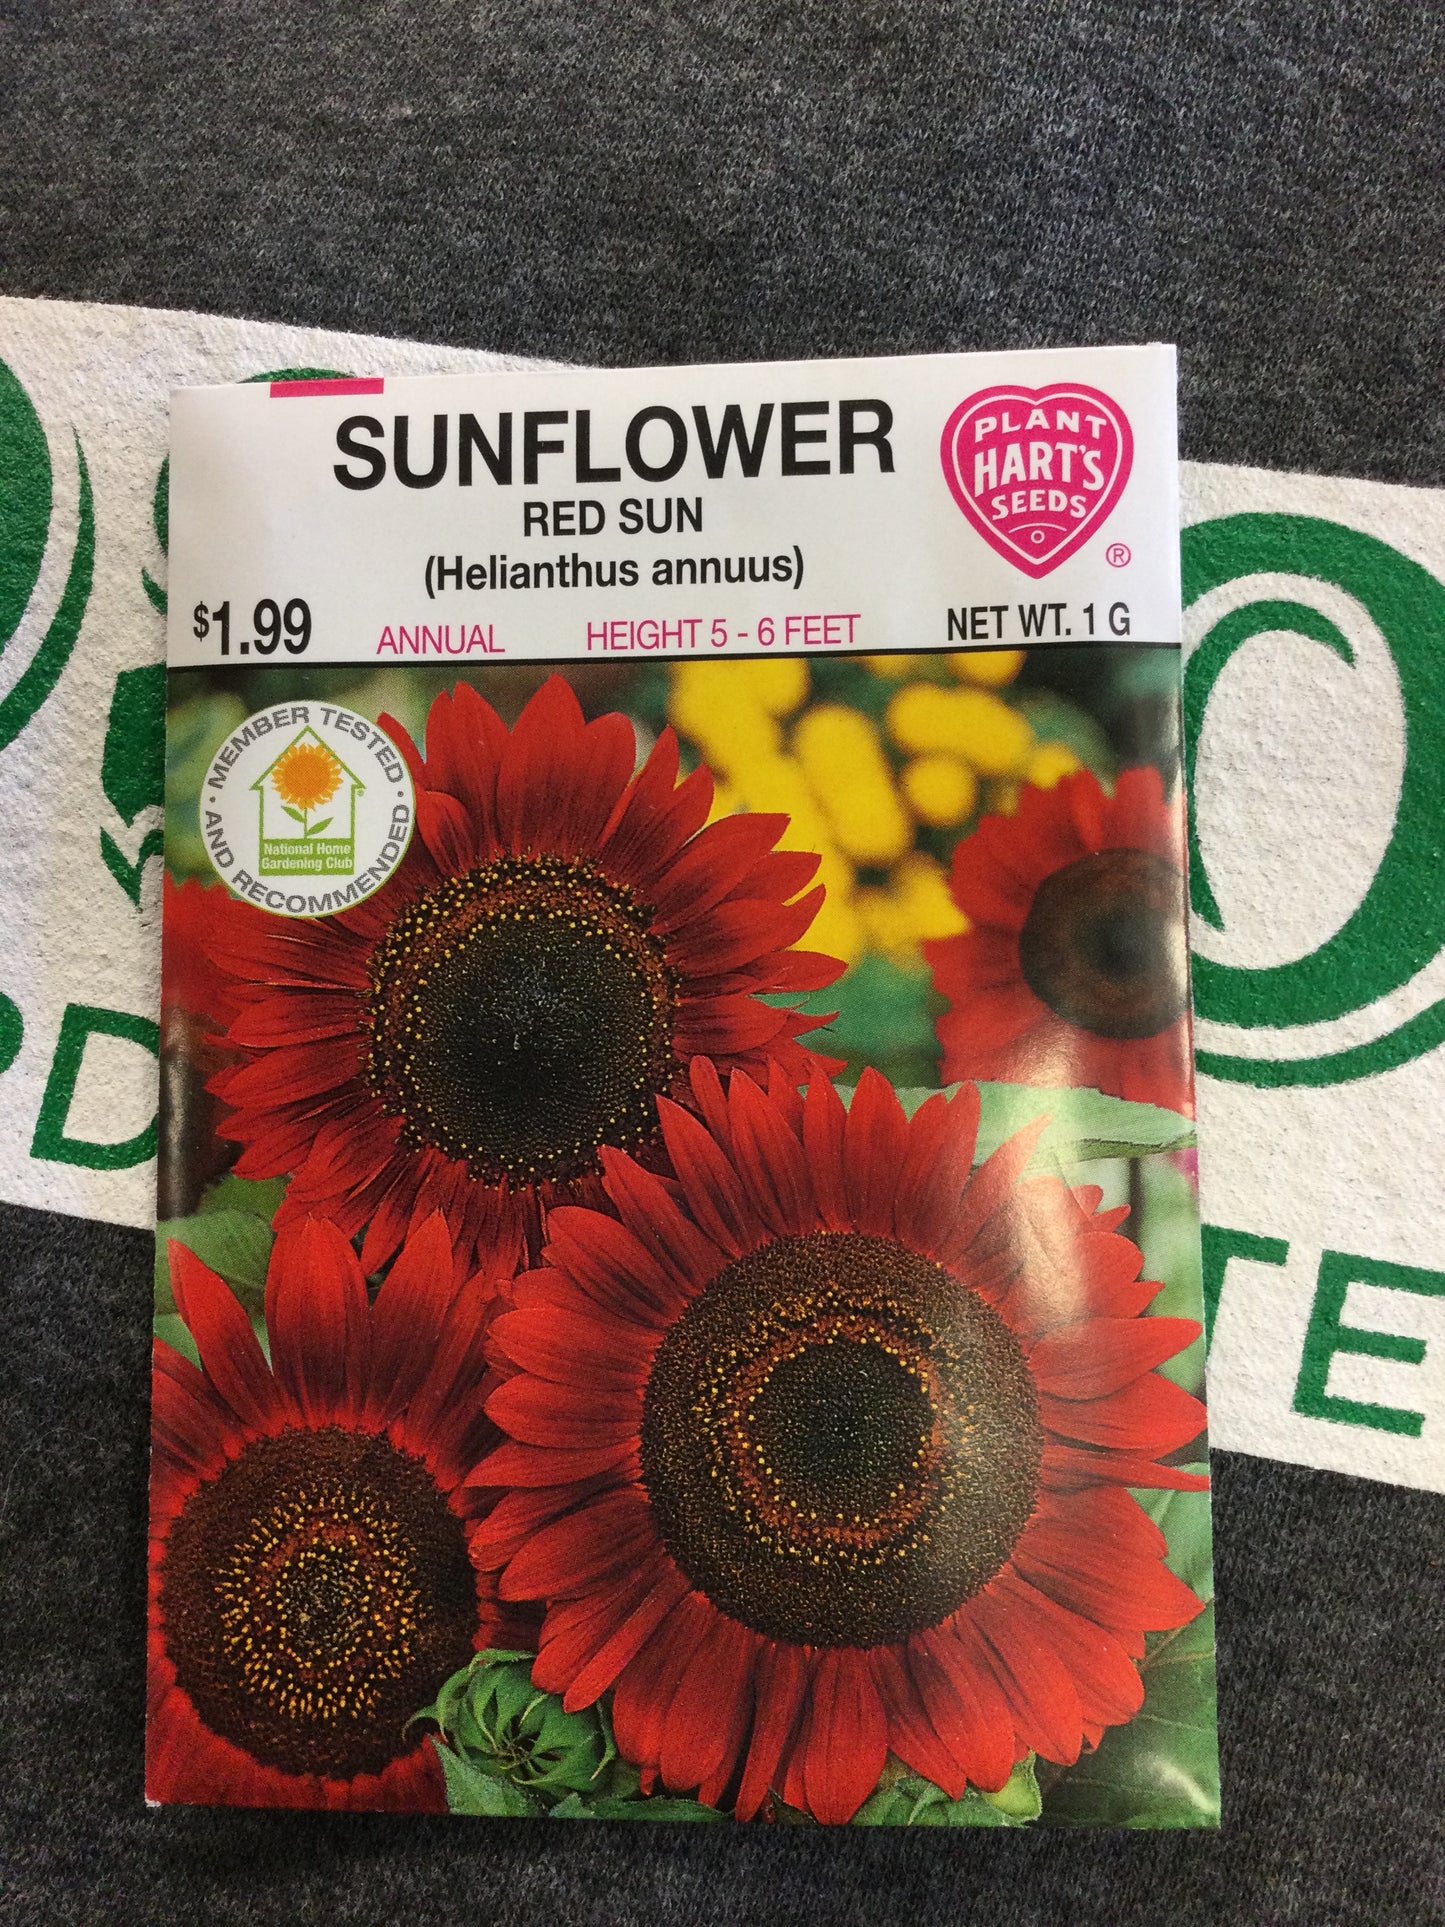 SUNFLOWER
RED SUN
(Helianthus annuus)
$1.99
ANNUAL
HEIGHT 5 - 6 FEET
NET WT. 1 G
PLANT
HART'S
SEEDS
®
MEMBER TESTED
AND RECOMMENDED
National Home
Gardening Club